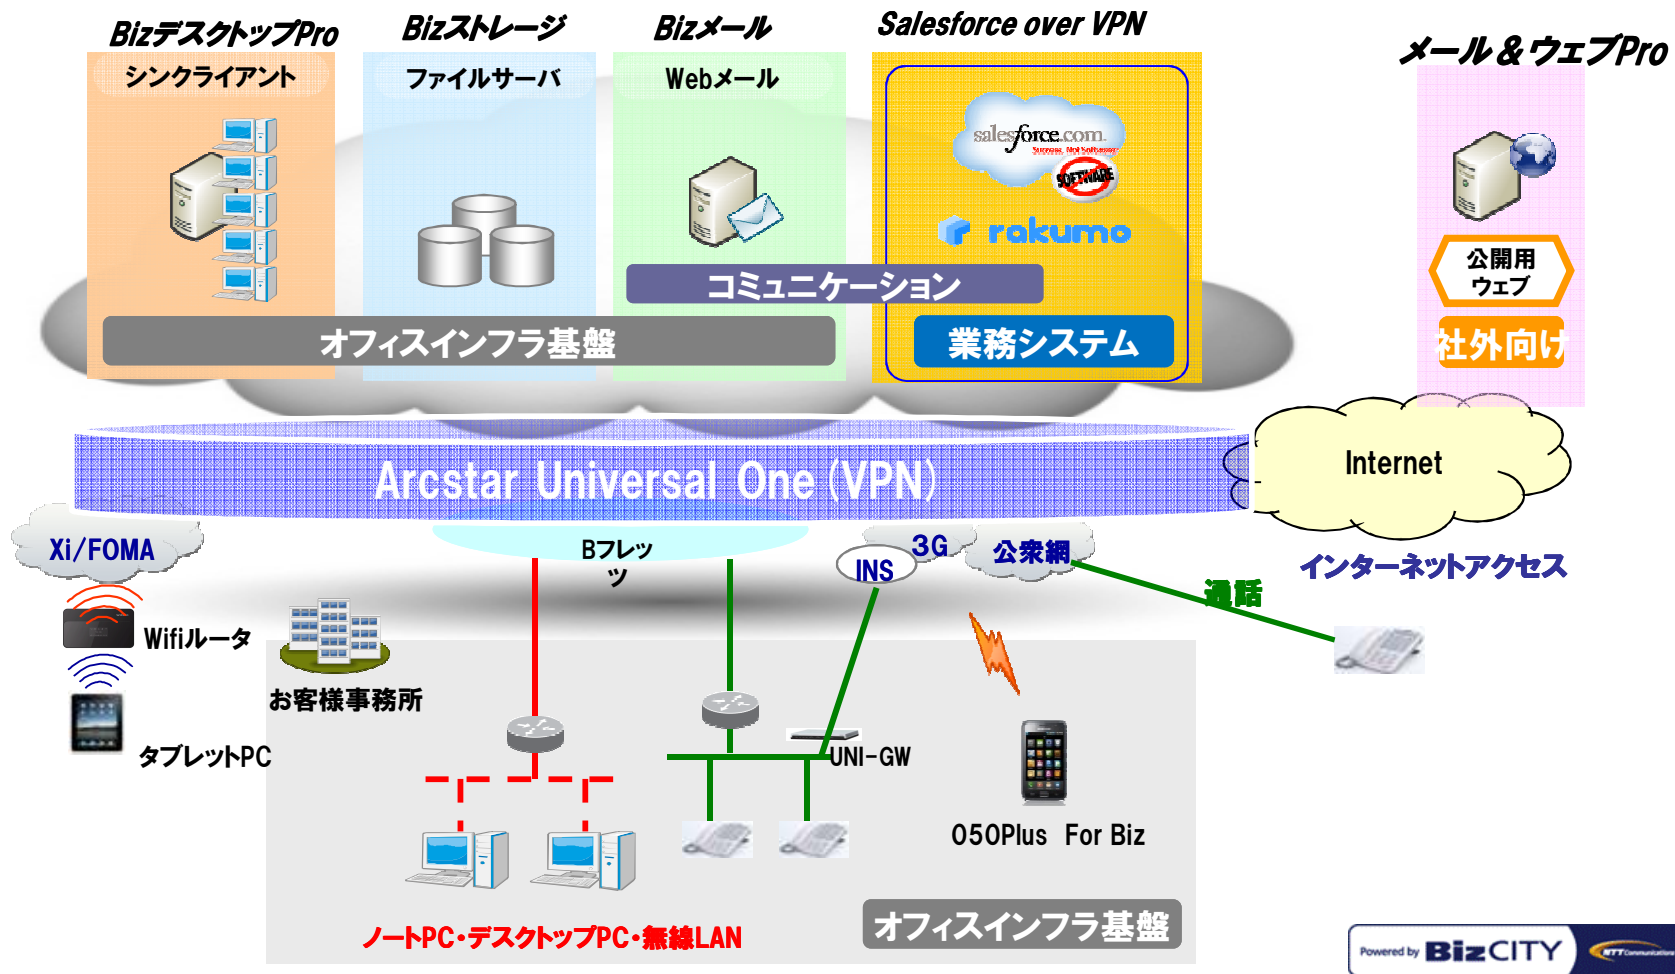 BizデスクトップPro
Bizストレージ
Bizメール
Salesforce over VPN
メール＆ウェブPro
シンクライアント
ファイルサーバ
Webメール
salesforce.com
Success. Not Software.
SOFTWARE
rakumo
公開用
ウェブ
コミュニケーション
オフィスインフラ基盤
業務システム
社外向け
Arcstar Universal One(VPN)
Internet
Xi/FOMA
Bフレッ
ツ
INS
3G
公衆網
インターネットアクセス
通話
Wifiルータ
お客様事務所
タブレットPC
UNI-GW
050Plus For Biz
ノートPC・デスクトップPC・無線LAN
オフィスインフラ基盤
Powered by BizCITY
NTT Communications